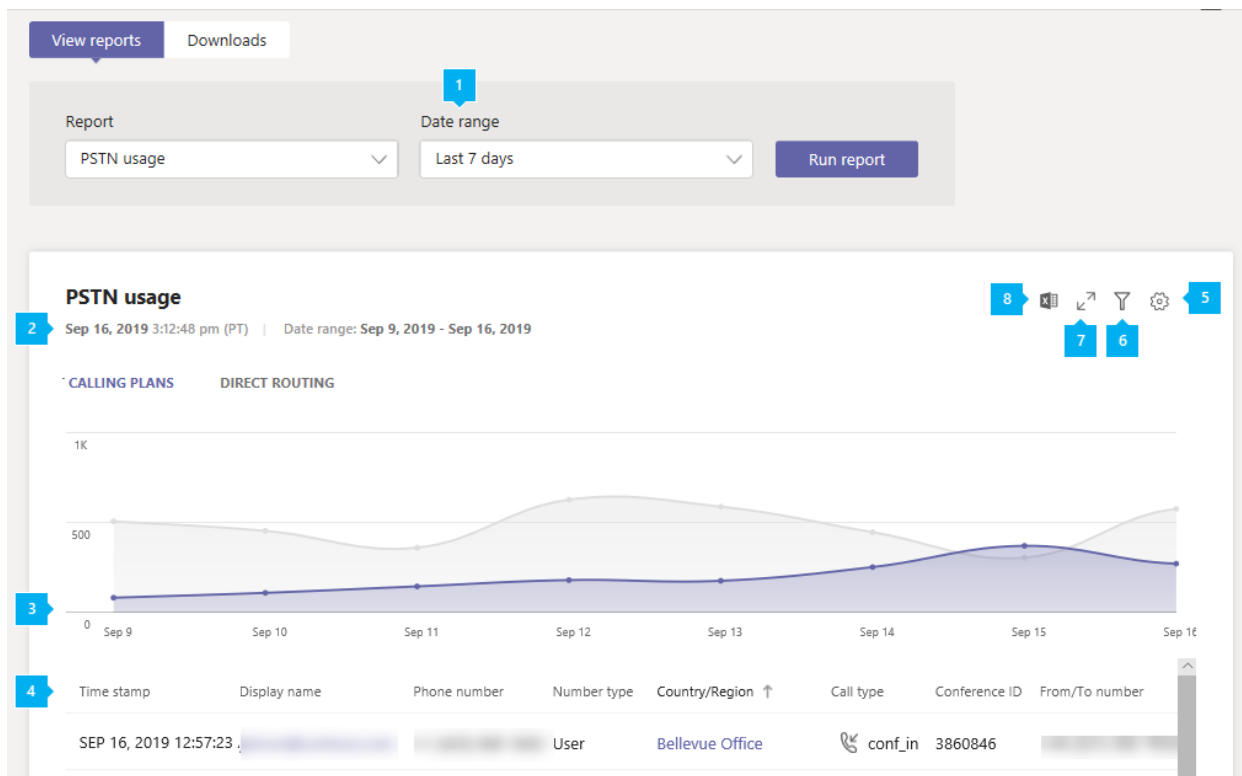 View reports Downloads
1
Report Date range
PSTN usage Last 7 days Run report
PSTN usage
8 5
2 Sep 16, 2019 3:12:48 pm (PT) | Date range: Sep 9, 2019 - Sep 16, 2019
7 6
CALLING PLANS DIRECT ROUTING
1K
500
3
0 Sep 9 Sep 10 Sep 11 Sep 12 Sep 13 Sep 14 Sep 15 Sep 16
4 Time stamp Display name Phone number Number type Country/Region ↑ Call type Conference ID From/To number
SEP 16, 2019 12:57:23 User Bellevue Office conf_in 3860846